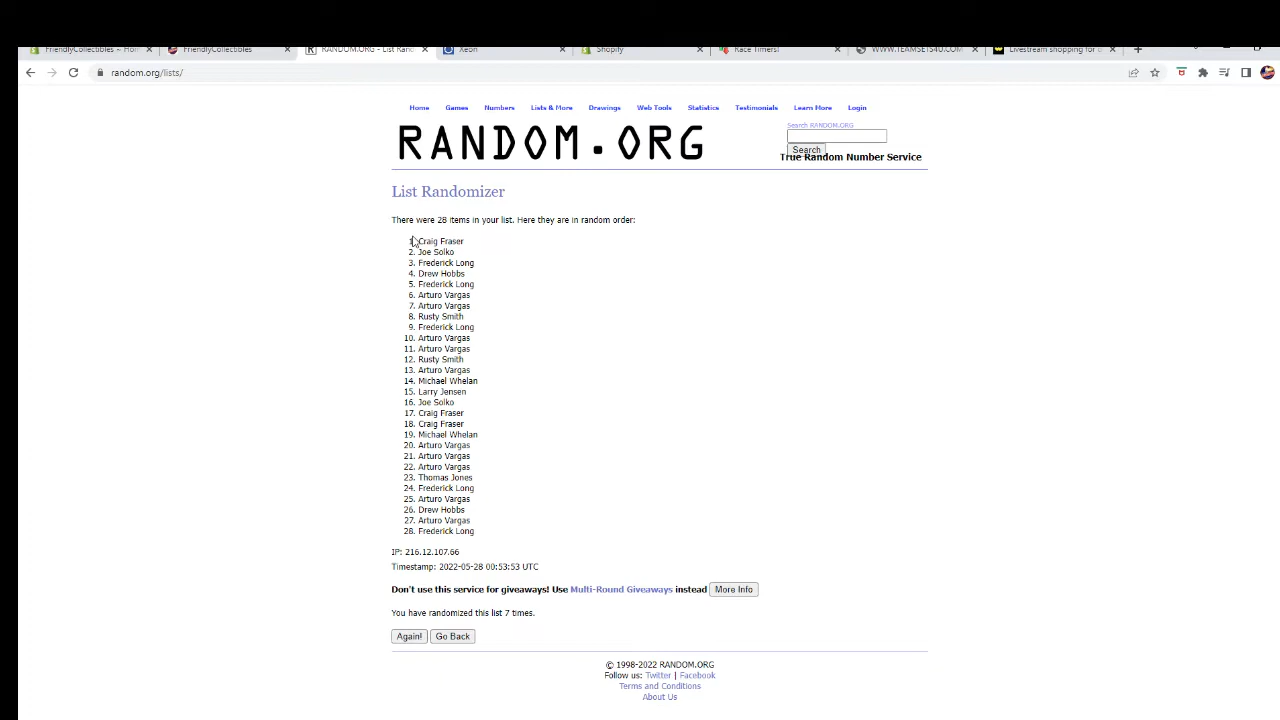 FriendlyCollectibles ~ Hom
FriendlyCollectibles
RANDOM.ORG - List Rand
Xeon
Shopify
Race Timers!
WWW.TEAMSETS4U.COM
Livestream shopping for
random.org/lists/
Home Games Numbers Lists & More Drawings Web Tools Statistics Testimonials Learn More Login
RANDOM.ORG
Search RANDOM.ORG
Search
True Random Number Service
List Randomizer
There were 28 items in your list. Here they are in random order:
1. Craig Fraser
2. Joe Solko
3. Frederick Long
4. Drew Hobbs
5. Frederick Long
6. Arturo Vargas
7. Arturo Vargas
8. Rusty Smith
9. Frederick Long
10. Arturo Vargas
11. Arturo Vargas
12. Rusty Smith
13. Arturo Vargas
14. Michael Whelan
15. Larry Jensen
16. Joe Solko
17. Craig Fraser
18. Craig Fraser
19. Michael Whelan
20. Arturo Vargas
21. Arturo Vargas
22. Arturo Vargas
23. Thomas Jones
24. Frederick Long
25. Arturo Vargas
26. Drew Hobbs
27. Arturo Vargas
28. Frederick Long
IP: 216.12.107.66
Timestamp: 2022-05-28 00:53:53 UTC
Don't use this service for giveaways! Use Multi-Round Giveaways instead More Info
You have randomized this list 7 times.
Again! Go Back
© 1998-2022 RANDOM.ORG
Follow us: Twitter | Facebook
Terms and Conditions
About Us